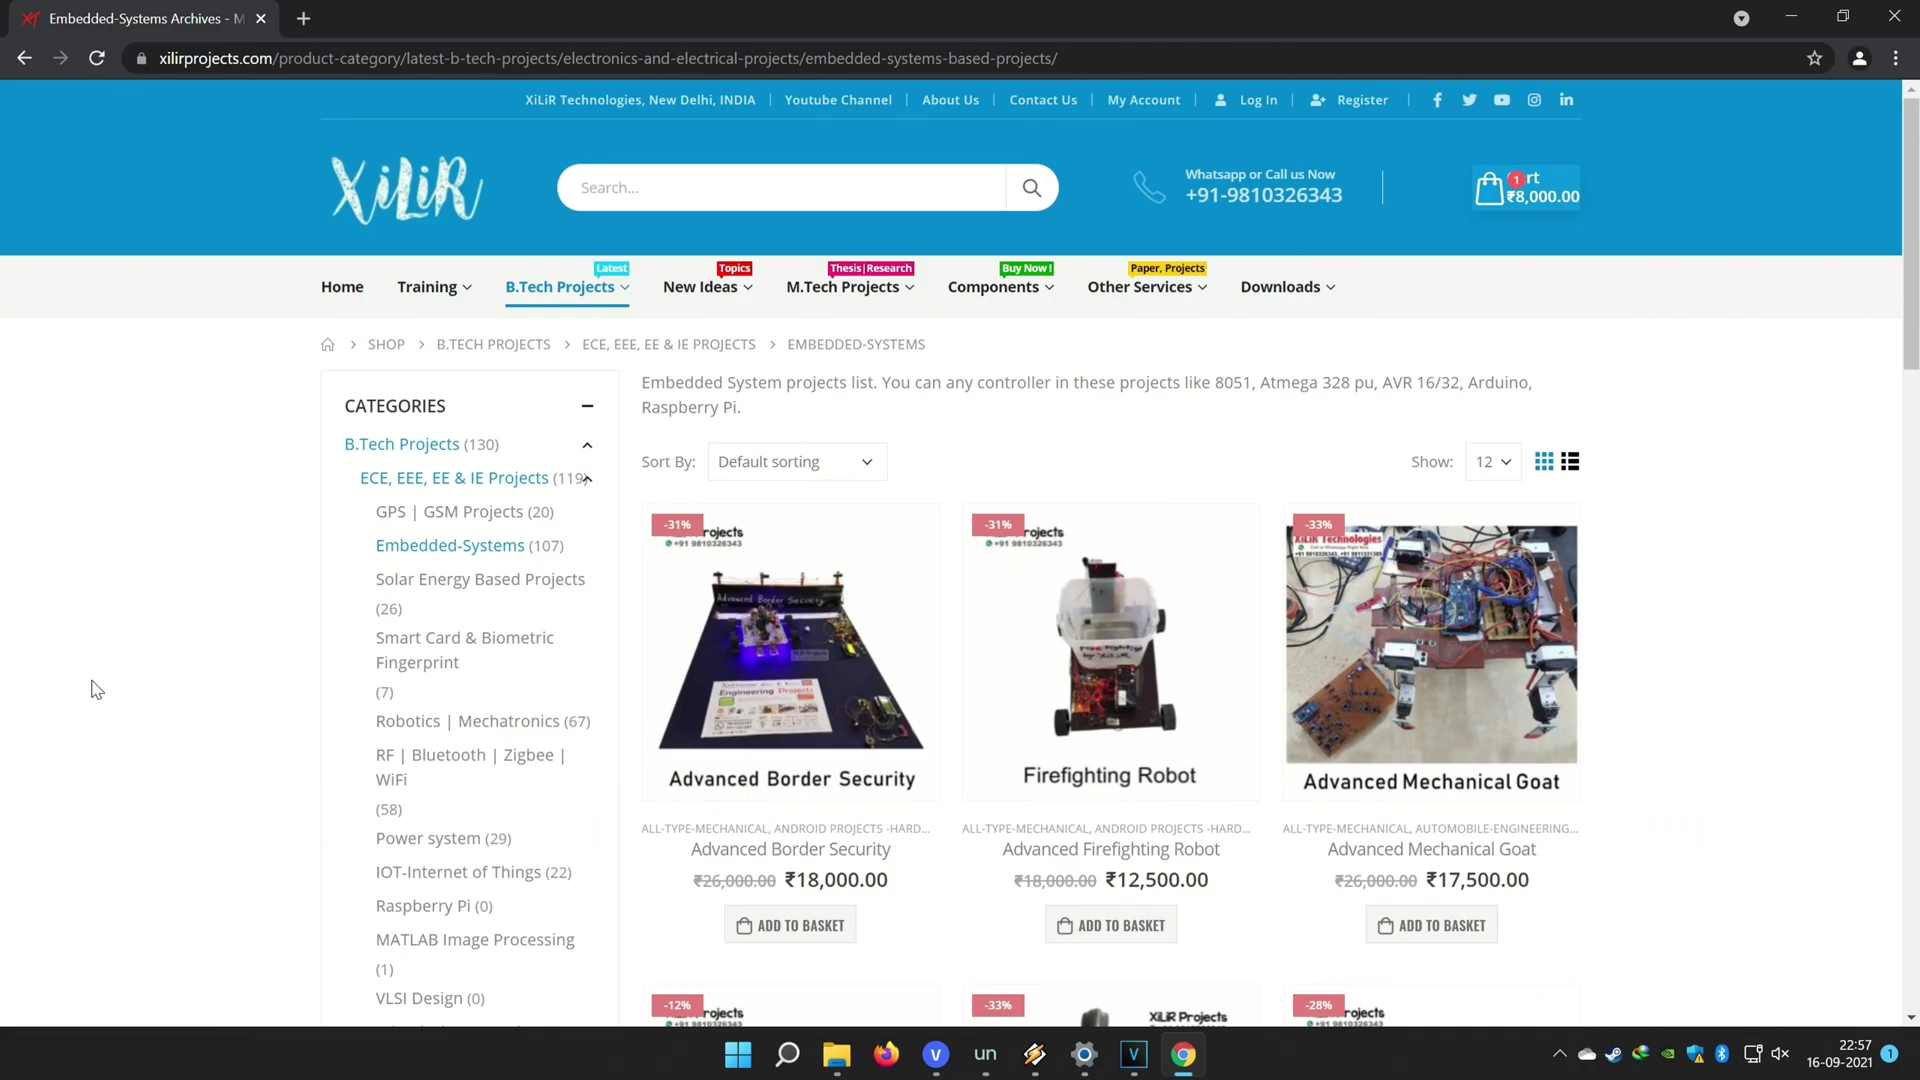 Embedded-Systems Archives - M
xilirprojects.com/product-category/latest-b-tech-projects/electronics-and-electrical-projects/embedded-systems-based-projects/
XiLiR Technologies, New Delhi, INDIA
Youtube Channel
About Us
Contact Us
My Account
Log In
Register
XiLiR
Search...
Whatsapp or Call us Now
+91-9810326343
1
₹8,000.00
Latest
Topics
Thesis|Research
Buy Now !
Paper, Projects
Home
Training
B.Tech Projects
New Ideas
M.Tech Projects
Components
Other Services
Downloads
SHOP > B.TECH PROJECTS > ECE, EEE, EE & IE PROJECTS > EMBEDDED-SYSTEMS
CATEGORIES
B.Tech Projects (130)
ECE, EEE, EE & IE Projects (119)
GPS | GSM Projects (20)
Embedded-Systems (107)
Solar Energy Based Projects
(26)
Smart Card & Biometric
Fingerprint
(7)
Robotics | Mechatronics (67)
RF | Bluetooth | Zigbee |
WiFi
(58)
Power system (29)
IOT-Internet of Things (22)
Raspberry Pi (0)
MATLAB Image Processing
(1)
VLSI Design (0)
Embedded System projects list. You can any controller in these projects like 8051, Atmega 328 pu, AVR 16/32, Arduino,
Raspberry Pi.
Sort By:
Default sorting
Show:
12
-31%
+91 9810326343
Advanced Border Security
Engineering Projects
Advanced Border Security
ALL-TYPE-MECHANICAL, ANDROID PROJECTS -HARD...
Advanced Border Security
₹26,000.00 ₹18,000.00
ADD TO BASKET
-31%
+91 9810326343
Firefighting Robot
ALL-TYPE-MECHANICAL, ANDROID PROJECTS -HARD...
Advanced Firefighting Robot
₹18,000.00 ₹12,500.00
ADD TO BASKET
-33%
XiLiR Technologies
Advanced Mechanical Goat
ALL-TYPE-MECHANICAL, AUTOMOBILE-ENGINEERING...
Advanced Mechanical Goat
₹26,000.00 ₹17,500.00
ADD TO BASKET
-12%
-33%
XiLiR Projects
-28%
V
un
V
22:57
16-09-2021
1